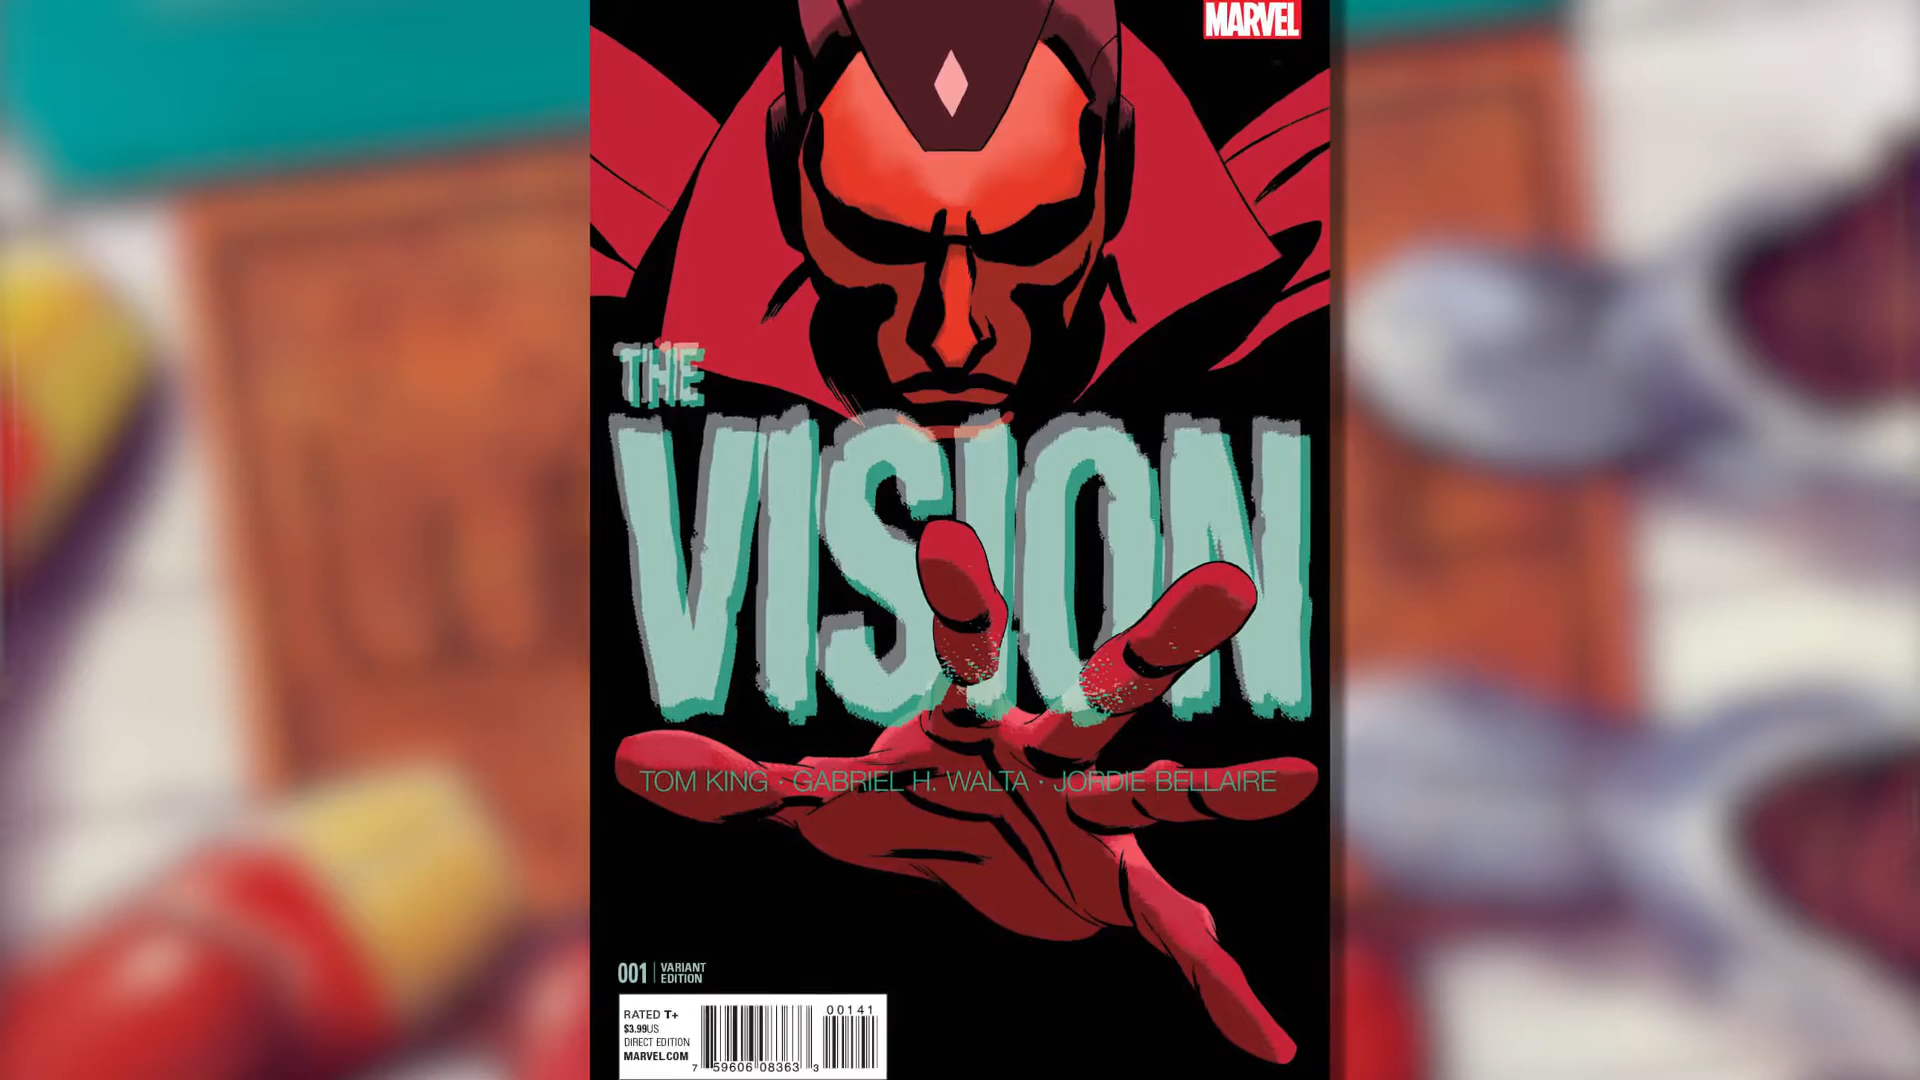 MARVEL
THE
VISION
TOM KING · GABRIEL H. WALTA · JORDIE BELLAIRE
001 | VARIANT
EDITION
RATED T+
$3.99US
DIRECT EDITION
MARVEL.COM
00141
7 59606 08363 3